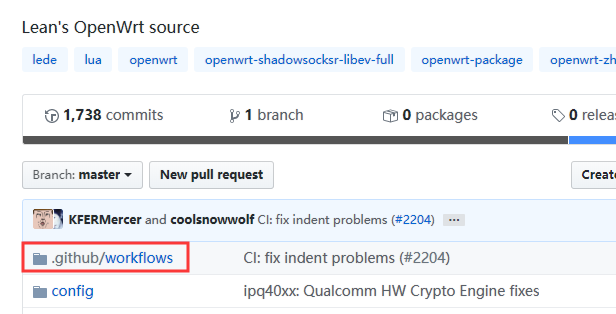 Lean's OpenWrt source
lede lua openwrt openwrt-shadowsocksr-libev-full openwrt-package openwrt-zh
1,738 commits 1 branch 0 packages 0 relea
Branch: master New pull request Create
KFERMercer and coolsnowwolf CI: fix indent problems (#2204) ...
.github/workflows CI: fix indent problems (#2204)
config ipq40xx: Qualcomm HW Crypto Engine fixes